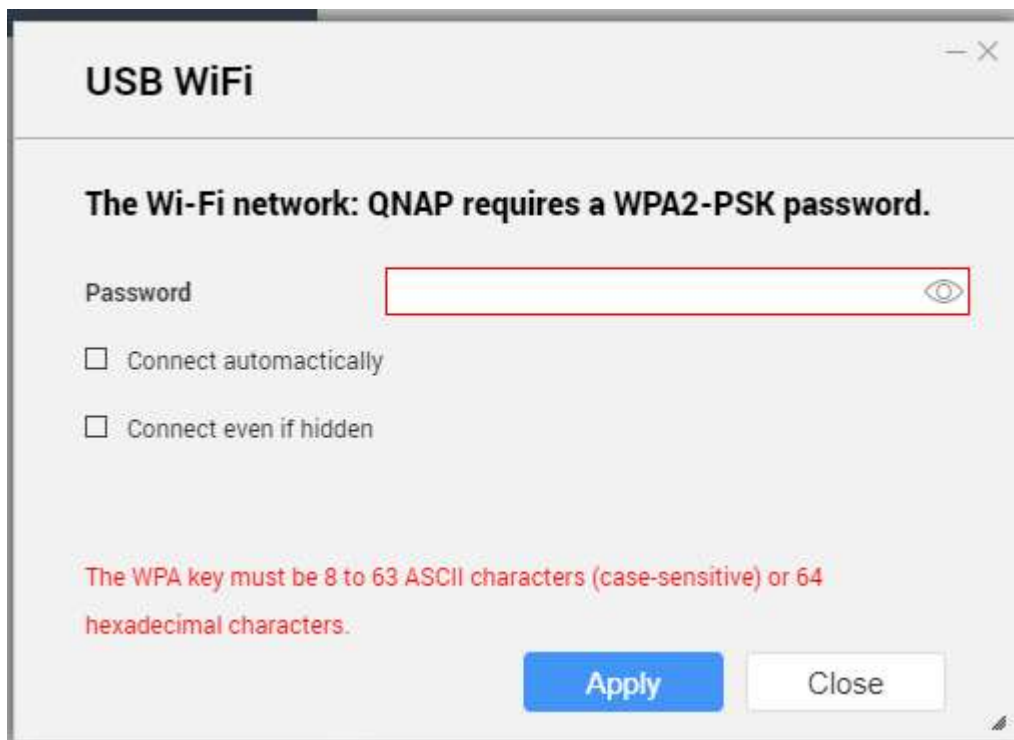 USB WiFi
The Wi-Fi network: QNAP requires a WPA2-PSK password.
Password
Connect automactically
Connect even if hidden
The WPA key must be 8 to 63 ASCII characters (case-sensitive) or 64
hexadecimal characters.
Apply Close